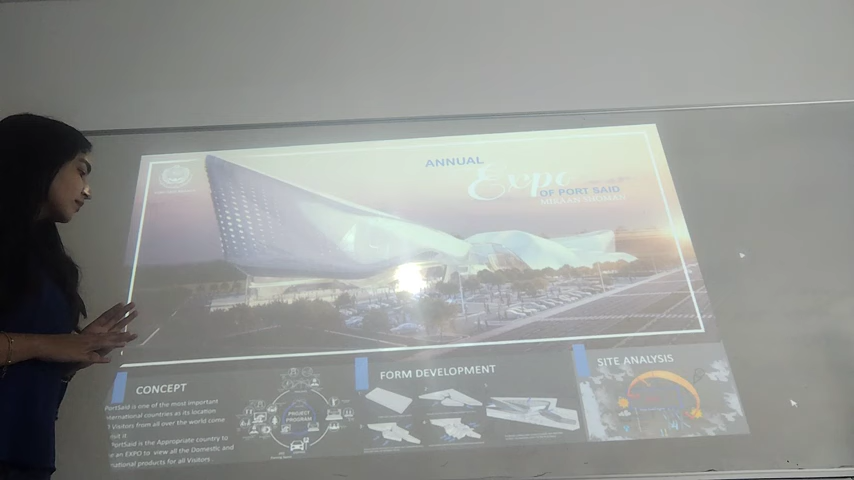 ANNUAL
Expo
OF PORT SAID
CONCEPT
PortSaid is one of the most important
international countries as its location
Visitors from all over the world come
visit it
PortSaid is the Appropriate country to
an EXPO to view all the Domestic and
national products for all Visitors
PROJECT
PROGRAM
FORM DEVELOPMENT
SITE ANALYSIS